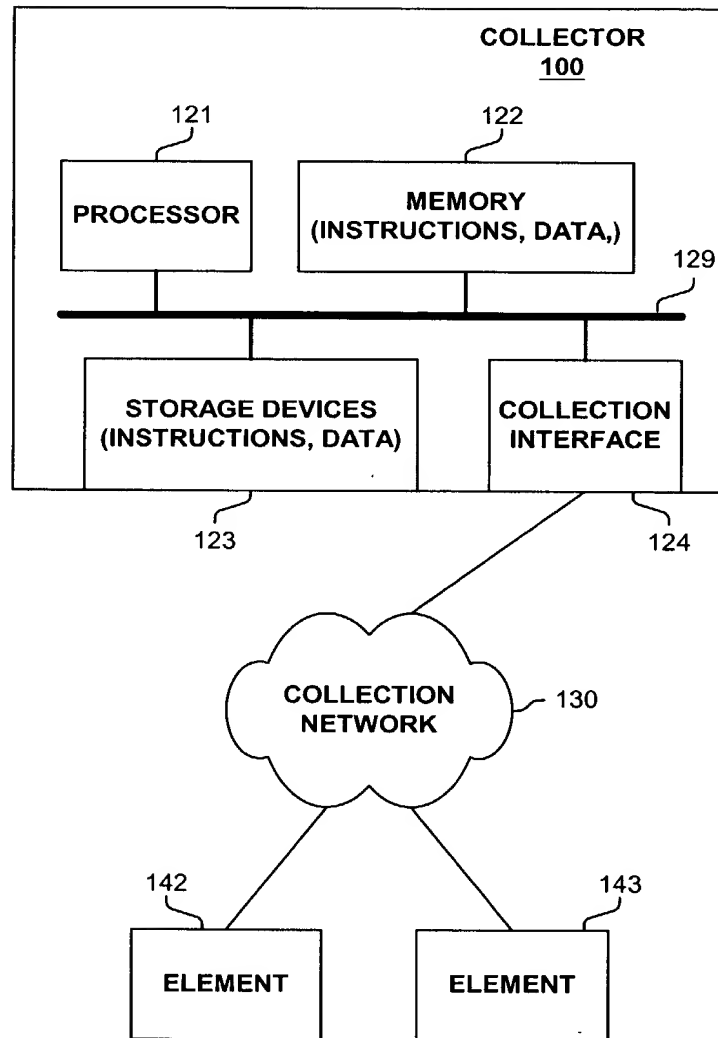 COLLECTOR
100
121
122
PROCESSOR
MEMORY
(INSTRUCTIONS, DATA,)
129
STORAGE DEVICES
(INSTRUCTIONS, DATA)
COLLECTION
INTERFACE
123
124
COLLECTION
NETWORK
130
142
143
ELEMENT
ELEMENT